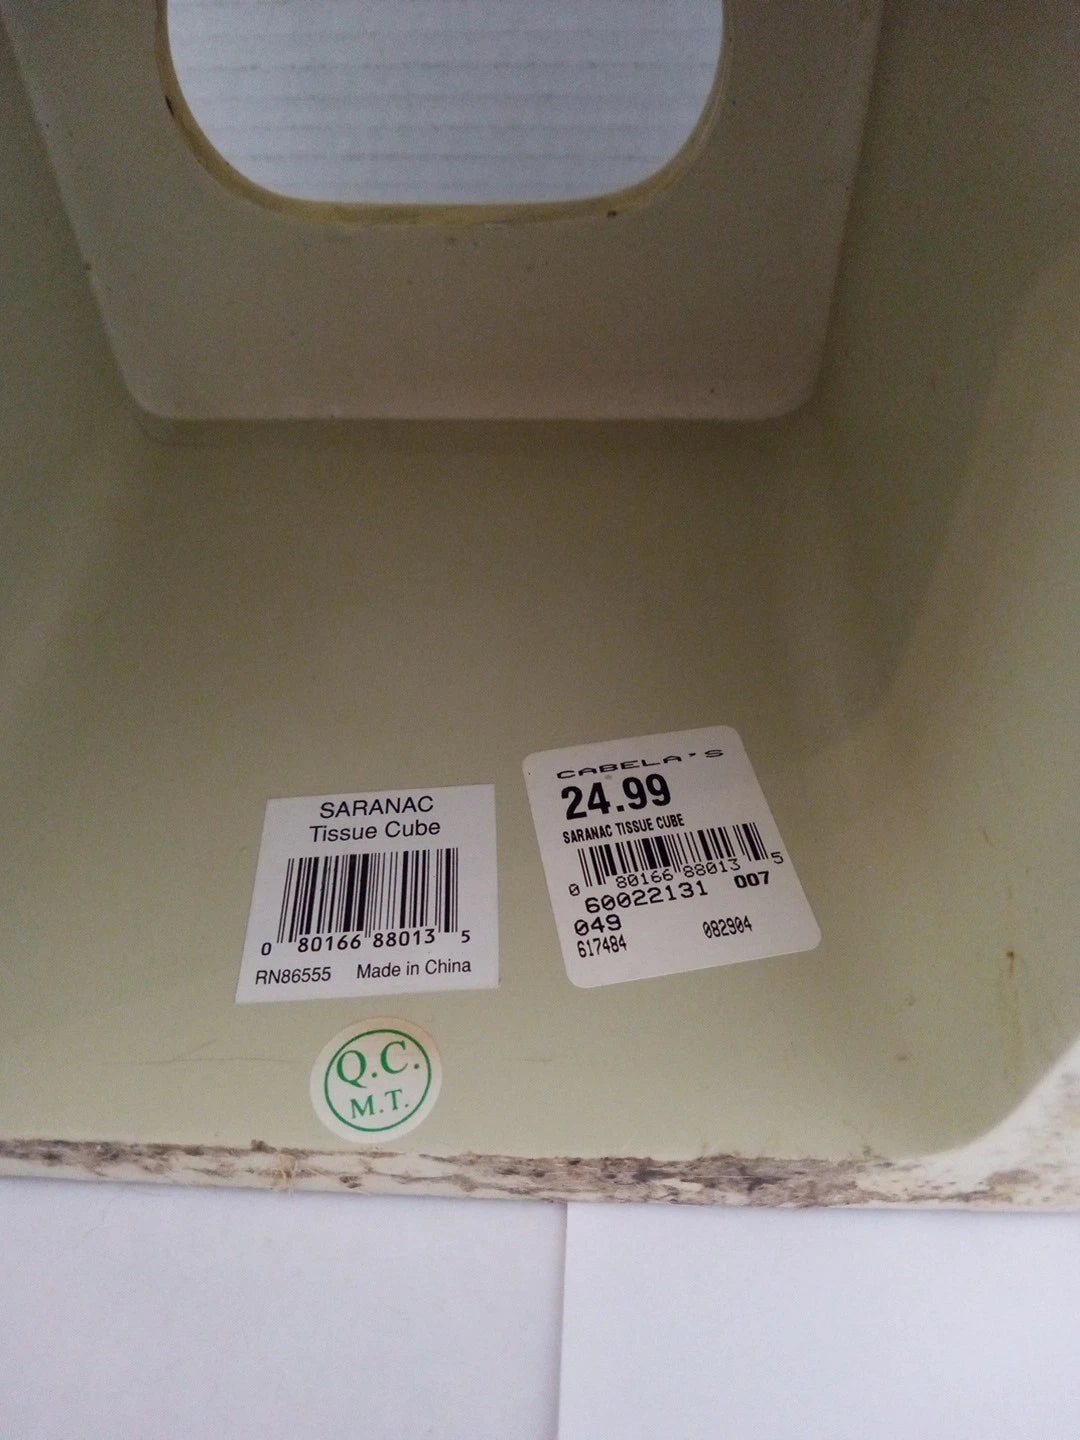 SARANAC
Tissue Cube
0 80166 88013 5
RN86555 Made in China
CABELA'S
24.99
SARANAC TISSUE CUBE
0 80166 88013 5
60022131 007
049
617484 082904
Q.C.
M.T.